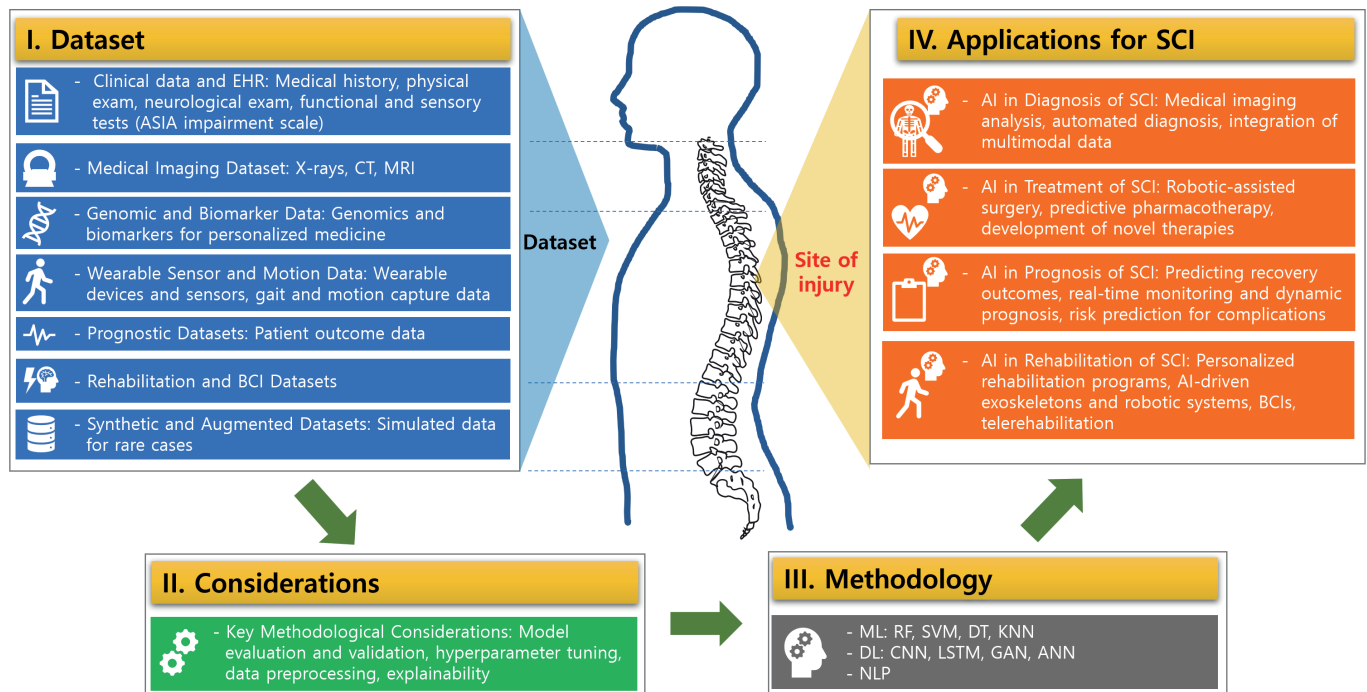 I. Dataset
- Clinical data and EHR: Medical history, physical
exam, neurological exam, functional and sensory
tests (ASIA impairment scale)
- Medical Imaging Dataset: X-rays, CT, MRI
- Genomic and Biomarker Data: Genomics and
biomarkers for personalized medicine
- Wearable Sensor and Motion Data: Wearable
devices and sensors, gait and motion capture data
- Prognostic Datasets: Patient outcome data
- Rehabilitation and BCI Datasets
- Synthetic and Augmented Datasets: Simulated data
for rare cases
Dataset
Site of
injury
II. Considerations
- Key Methodological Considerations: Model
evaluation and validation, hyperparameter tuning,
data preprocessing, explainability
III. Methodology
- ML: RF, SVM, DT, KNN
- DL: CNN, LSTM, GAN, ANN
- NLP
IV. Applications for SCI
- AI in Diagnosis of SCI: Medical imaging
analysis, automated diagnosis, integration of
multimodal data
- AI in Treatment of SCI: Robotic-assisted
surgery, predictive pharmacotherapy,
development of novel therapies
- AI in Prognosis of SCI: Predicting recovery
outcomes, real-time monitoring and dynamic
prognosis, risk prediction for complications
- AI in Rehabilitation of SCI: Personalized
rehabilitation programs, AI-driven
exoskeletons and robotic systems, BCIs,
telerehabilitation